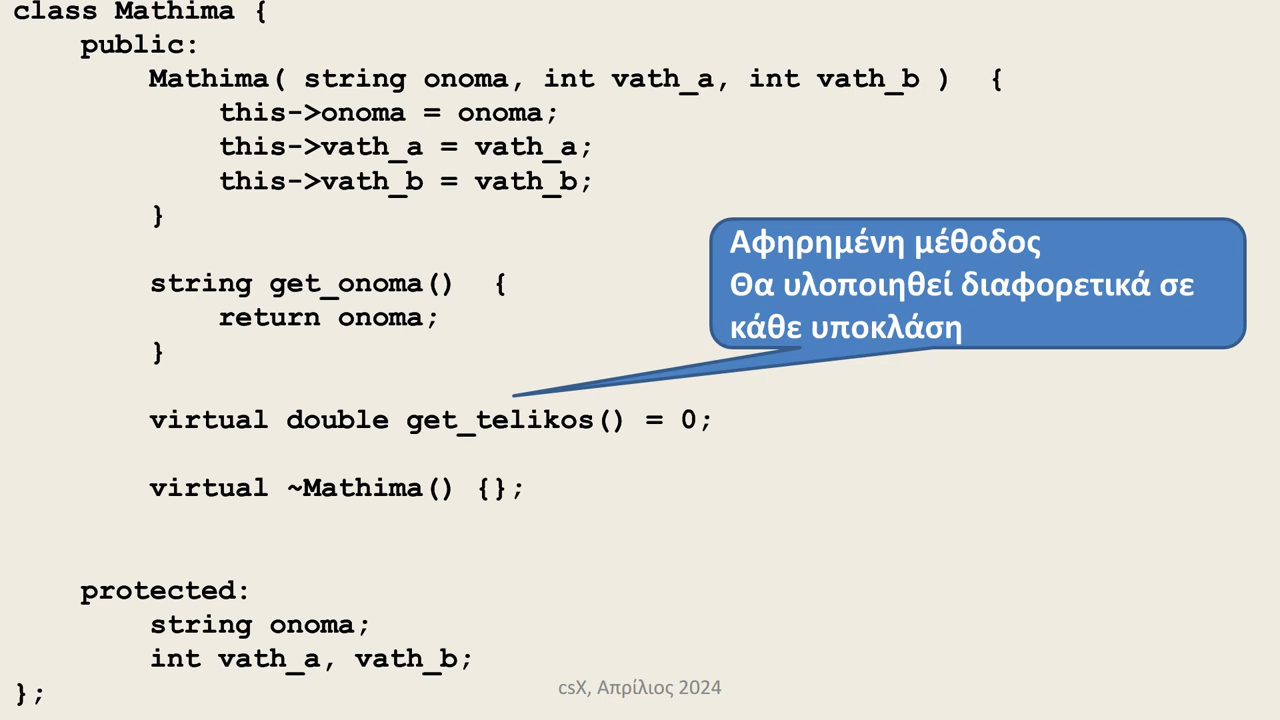 class Mathima {
public:
Mathima( string onoma, int vath_a, int vath_b )  {
this->onoma = onoma;
this->vath_a = vath_a;
this->vath_b = vath_b;
}
string get_onoma()  {
return onoma;
}
Αφηρημένη μέθοδος
Θα υλοποιηθεί διαφορετικά σε
κάθε υποκλάση
virtual double get_telikos() = 0;
virtual ~Mathima() {};
protected:
string onoma;
int vath_a, vath_b;
};
csX, Απρίλιος 2024